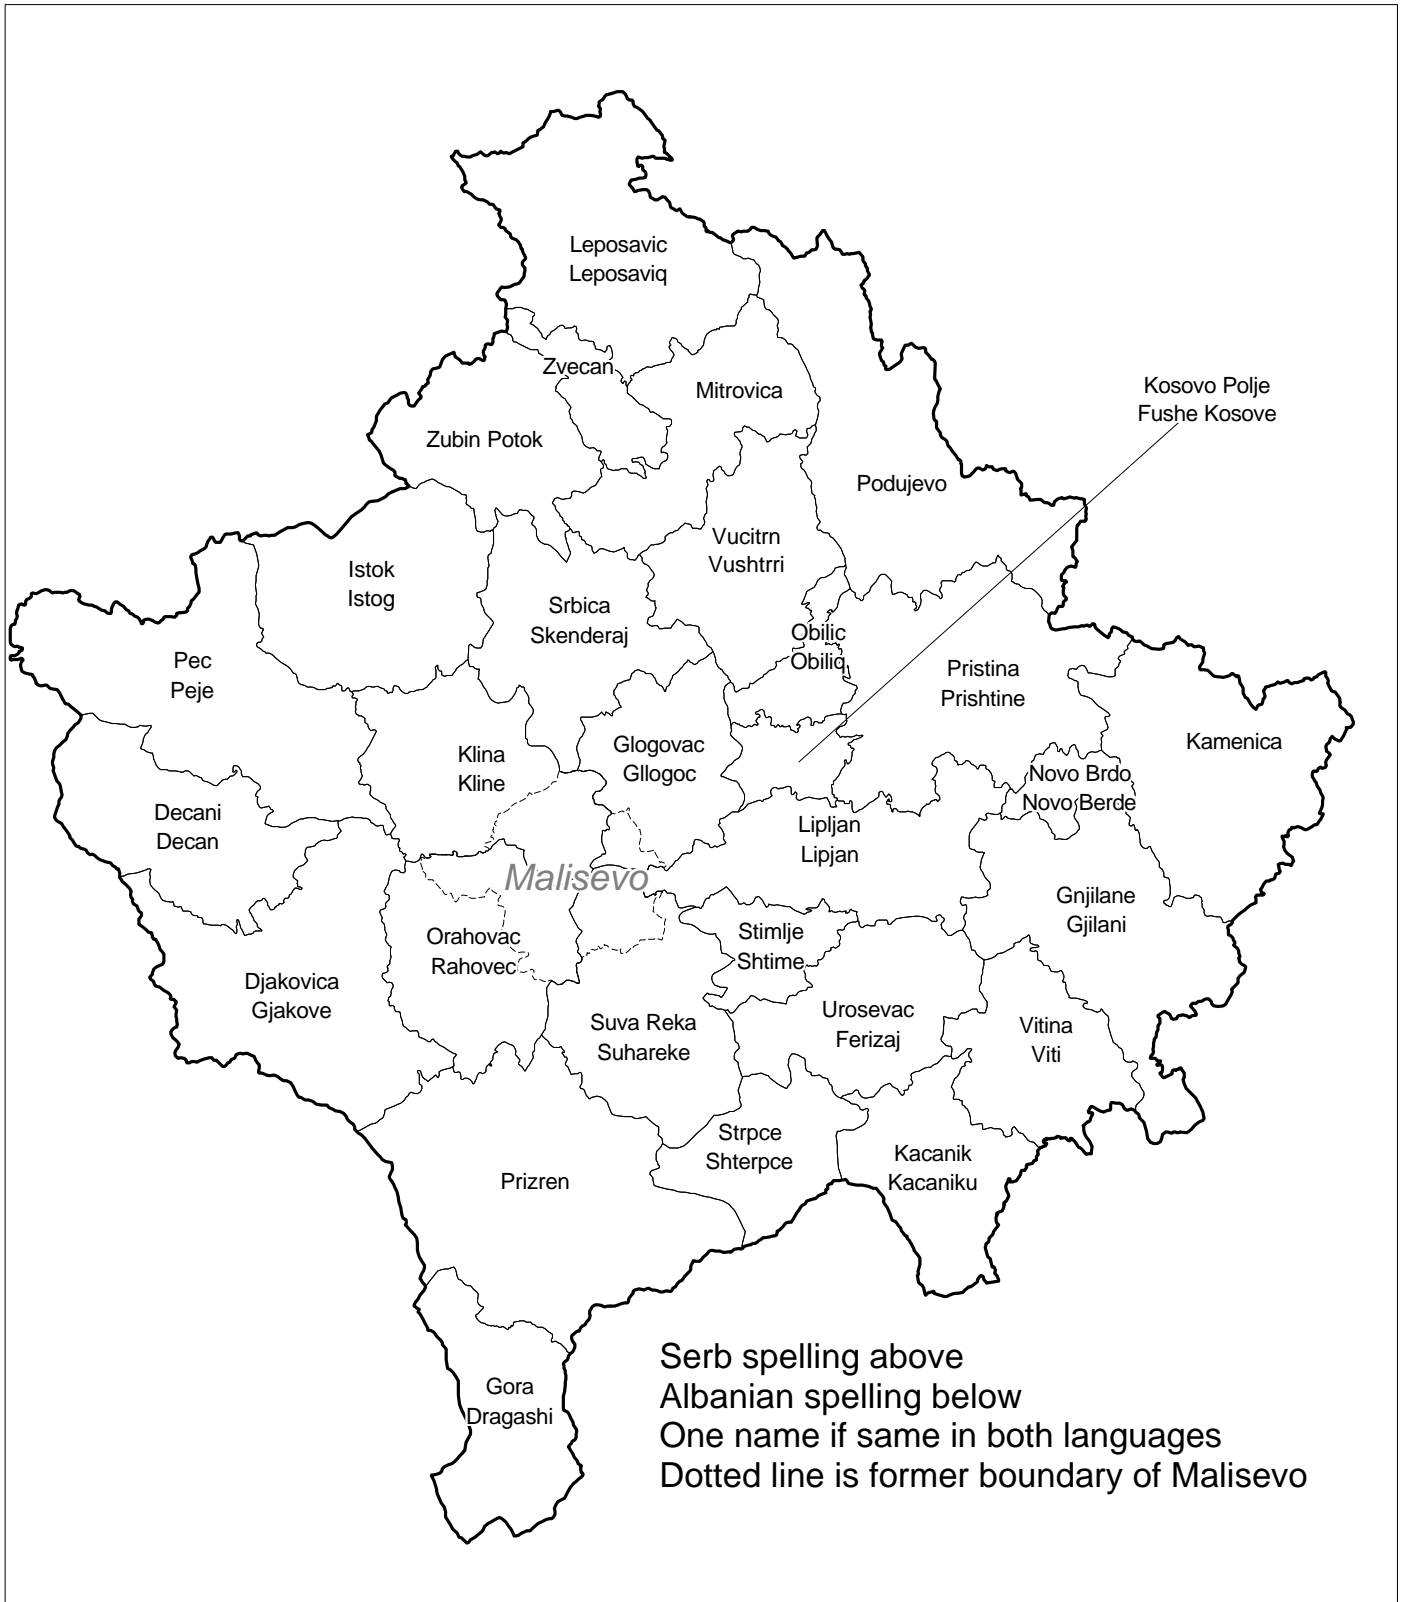 Leposavic
Leposaviq
Zvecan
Mitrovica
Kosovo Polje
Fushe Kosove
Zubin Potok
Podujevo
Vucitrn
Vushtrri
Istok
Istog
Srbica
Skenderaj
Obilic
Obiliq
Pec
Peje
Pristina
Prishtine
Klina
Kline
Glogovac
Gllogoc
Kamenica
Novo Brdo
Novo Berde
Decani
Decan
Lipljan
Lipjan
Malisevo
Gnjilane
Gjilani
Orahovac
Rahovec
Stimlje
Shtime
Djakovica
Gjakove
Suva Reka
Suhareke
Urosevac
Ferizaj
Vitina
Viti
Strpce
Shterpce
Kacanik
Kacaniku
Prizren
Gora
Dragashi
Serb spelling above
Albanian spelling below
One name if same in both languages
Dotted line is former boundary of Malisevo